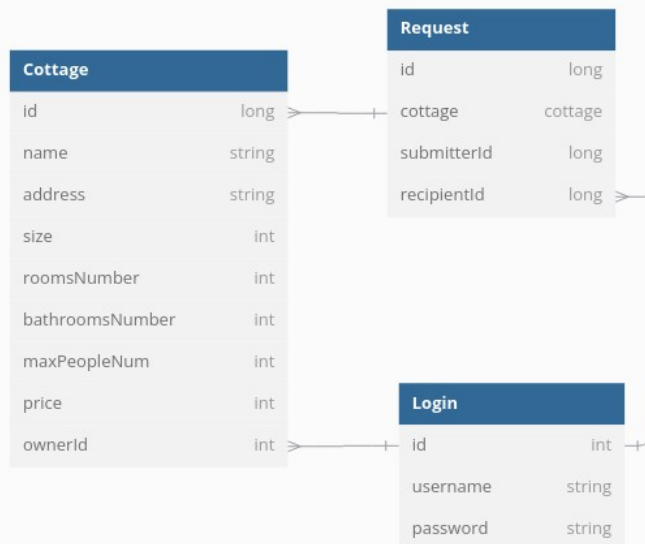 Cottage
id long
name string
address string
size int
roomsNumber int
bathroomsNumber int
maxPeopleNum int
price int
ownerId int
Request
id long
cottage cottage
submitterId long
recipientId long
Login
id int
username string
password string